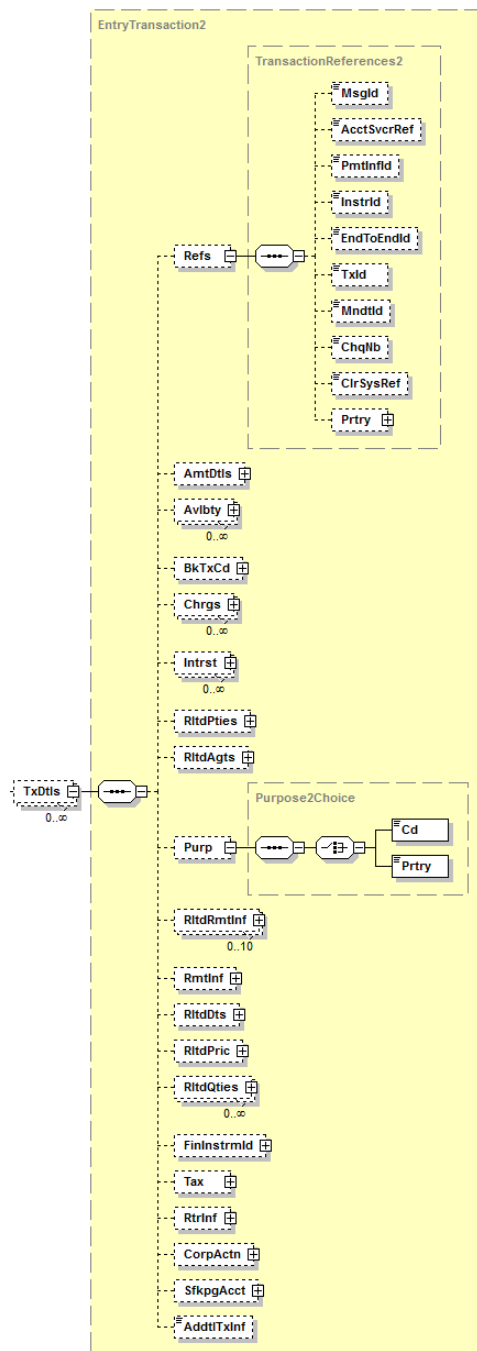 EntryTransaction2
TransactionReferences2
MsgId
AcctSvcrRef
PmtInfId
InstrId
EndToEndId
Refs
TxId
MndtId
ChqNb
ClrSysRef
Prtry
AmtDtls
Avlbty
0..∞
BkTxCd
Chrgs
0..∞
Intrst
0..∞
RltdPties
RltdAgts
TxDtls
0..∞
Purpose2Choice
Cd
Purp
Prtry
RltdRmtInf
0..10
RmtInf
RltdDts
RltdPric
RltdQties
0..∞
FinInstrmId
Tax
RtrInf
CorpActn
SfkpgAcct
AddtlTxInf